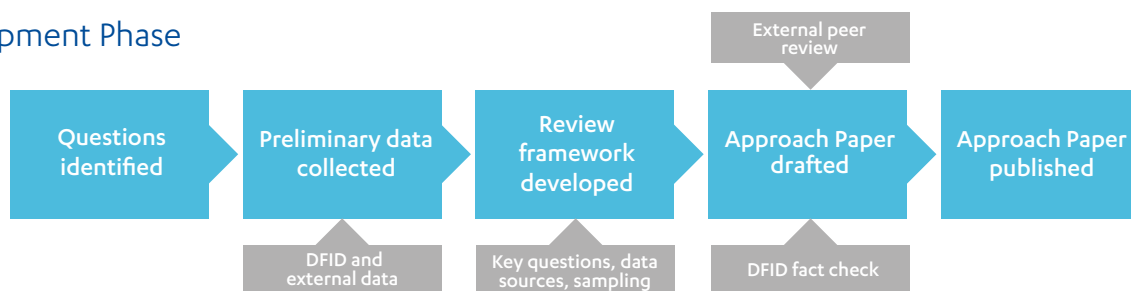 pment Phase
External peer
review
Questions
identified
Preliminary data
collected
Review
framework
developed
Approach Paper
drafted
Approach Paper
published
DFID and
external data
Key questions, data
sources, sampling
DFID fact check